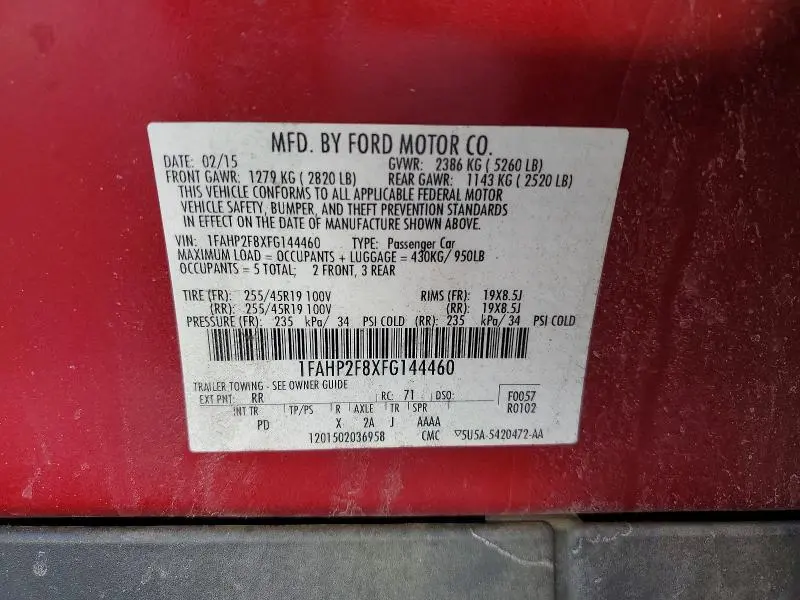 MFD. BY FORD MOTOR CO.
DATE: 02/15 GVWR: 2386 KG ( 5260 LB)
FRONT GAWR: 1279 KG ( 2820 LB) REAR GAWR: 1143 KG ( 2520 LB)
THIS VEHICLE CONFORMS TO ALL APPLICABLE FEDERAL MOTOR
VEHICLE SAFETY, BUMPER, AND THEFT PREVENTION STANDARDS
IN EFFECT ON THE DATE OF MANUFACTURE SHOWN ABOVE.
VIN: 1FAHP2F8XFG144460 TYPE: Passenger Car
MAXIMUM LOAD = OCCUPANTS + LUGGAGE = 430KG/ 950LB
OCCUPANTS = 5 TOTAL; 2 FRONT, 3 REAR
TIRE (FR): 255/45R19 100V RIMS (FR): 19X8.5J
(RR): 255/45R19 100V (RR): 19X8.5J
PRESSURE (FR): 235 kPa/ 34 PSI COLD (RR): 235 kPa/ 34 PSI COLD
1FAHP2F8XFG144460
TRAILER TOWING - SEE OWNER GUIDE
EXT PNT: RR RC: 71 DSO: F0057
R0102
INT TR TP/PS R AXLE TR SPR
PD X 2A J AAAA
1201502036958 CMC ▽5U5A-5420472-AA